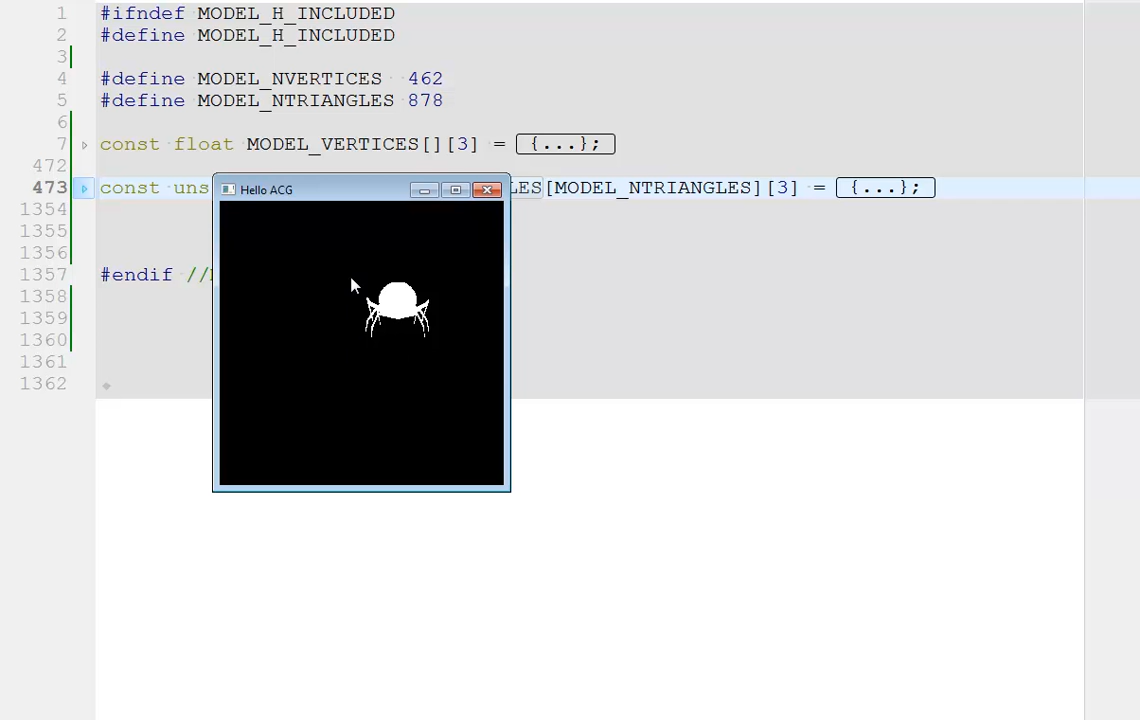 1 #ifndef MODEL_H_INCLUDED
2 #define MODEL_H_INCLUDED
3
4 #define MODEL_NVERTICES 462
5 #define MODEL_NTRIANGLES 878
6
7 const float MODEL_VERTICES[][3] = {...};
472
473 const uns LES[MODEL_NTRIANGLES][3] = {...};
Hello ACG
1354
1355
1356
1357 #endif //
1358
1359
1360
1361
1362